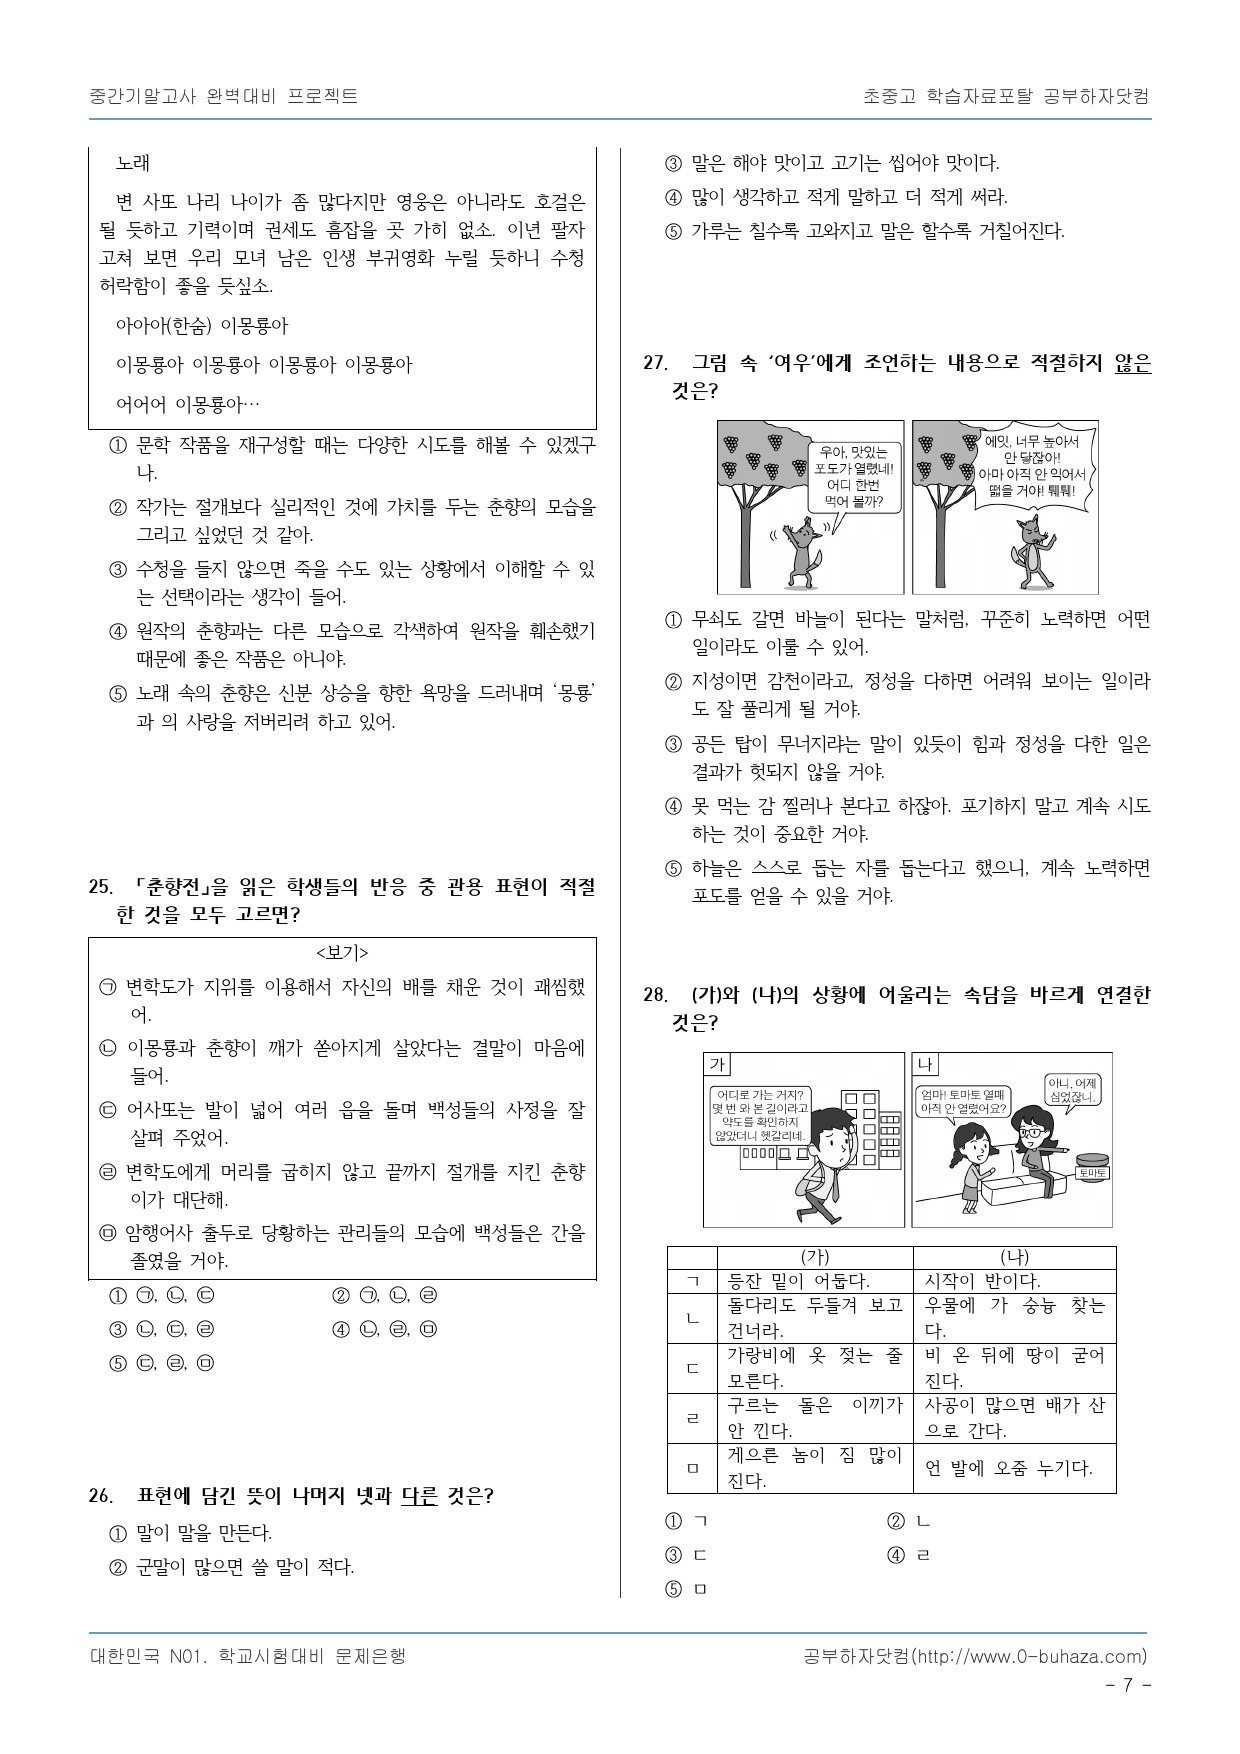 중간기말고사 완벽대비 프로젝트
초중고 학습자료포탈 공부하자닷컴
노래
변 사또 나리 나이가 좀 많다지만 영웅은 아니라도 호걸은
될 듯하고 기력이며 권세도 흠잡을 곳 가히 없소. 이년 팔자
고쳐 보면 우리 모녀 남은 인생 부귀영화 누릴 듯하니 수청
허락함이 좋을 듯싶소.
아아아(한숨) 이몽룡아
이몽룡아 이몽룡아 이몽룡아 이몽룡아
어어어 이몽룡아…
① 문학 작품을 재구성할 때는 다양한 시도를 해볼 수 있겠구
나.
② 작가는 절개보다 실리적인 것에 가치를 두는 춘향의 모습을
그리고 싶었던 것 같아.
③ 수청을 들지 않으면 죽을 수도 있는 상황에서 이해할 수 있
는 선택이라는 생각이 들어.
④ 원작의 춘향과는 다른 모습으로 각색하여 원작을 훼손했기
때문에 좋은 작품은 아니야.
⑤ 노래 속의 춘향은 신분 상승을 향한 욕망을 드러내며 ‘몽룡’
과 의 사랑을 저버리려 하고 있어.
25. 「춘향전」을 읽은 학생들의 반응 중 관용 표현이 적절
한 것을 모두 고르면?
<보기>
㉠ 변학도가 지위를 이용해서 자신의 배를 채운 것이 괘씸했
어.
㉡ 이몽룡과 춘향이 깨가 쏟아지게 살았다는 결말이 마음에
들어.
㉢ 어사또는 발이 넓어 여러 읍을 돌며 백성들의 사정을 잘
살펴 주었어.
㉣ 변학도에게 머리를 굽히지 않고 끝까지 절개를 지킨 춘향
이가 대단해.
㉤ 암행어사 출두로 당황하는 관리들의 모습에 백성들은 간을
졸였을 거야.
① ㉠, ㉡, ㉢ ② ㉠, ㉡, ㉣
③ ㉡, ㉢, ㉣ ④ ㉡, ㉣, ㉤
⑤ ㉢, ㉣, ㉤
26. 표현에 담긴 뜻이 나머지 넷과 다른 것은?
① 말이 말을 만든다.
② 군말이 많으면 쓸 말이 적다.
③ 말은 해야 맛이고 고기는 씹어야 맛이다.
④ 많이 생각하고 적게 말하고 더 적게 써라.
⑤ 가루는 칠수록 고와지고 말은 할수록 거칠어진다.
27. 그림 속 ‘여우’에게 조언하는 내용으로 적절하지 않은
것은?
우아, 맛있는
포도가 열렸네!
어디 한번
먹어 볼까?
에잇, 너무 높아서
안 닿잖아!
아마 아직 안 익어서
떫을 거야! 퉤퉤!
① 무쇠도 갈면 바늘이 된다는 말처럼, 꾸준히 노력하면 어떤
일이라도 이룰 수 있어.
② 지성이면 감천이라고, 정성을 다하면 어려워 보이는 일이라
도 잘 풀리게 될 거야.
③ 공든 탑이 무너지랴는 말이 있듯이 힘과 정성을 다한 일은
결과가 헛되지 않을 거야.
④ 못 먹는 감 찔러나 본다고 하잖아. 포기하지 말고 계속 시도
하는 것이 중요한 거야.
⑤ 하늘은 스스로 돕는 자를 돕는다고 했으니, 계속 노력하면
포도를 얻을 수 있을 거야.
28. (가)와 (나)의 상황에 어울리는 속담을 바르게 연결한
것은?
가
어디로 가는 거지?
몇 번 와 본 길이라고
약도를 확인하지
않았더니 헷갈리네.
나
엄마! 토마토 열매
아직 안 열렸어요?
아니, 어제
심었잖니.
토마토
(가) (나)
ㄱ 등잔 밑이 어둡다. 시작이 반이다.
ㄴ 돌다리도 두들겨 보고 건너라. 우물에 가 숭늉 찾는다.
ㄷ 가랑비에 옷 젖는 줄 모른다. 비 온 뒤에 땅이 굳어진다.
ㄹ 구르는 돌은 이끼가 안 낀다. 사공이 많으면 배가 산으로 간다.
ㅁ 게으른 놈이 짐 많이 진다. 언 발에 오줌 누기다.
① ㄱ ② ㄴ
③ ㄷ ④ ㄹ
⑤ ㅁ
대한민국 N01. 학교시험대비 문제은행
공부하자닷컴(http://www.0-buhaza.com)
- 7 -